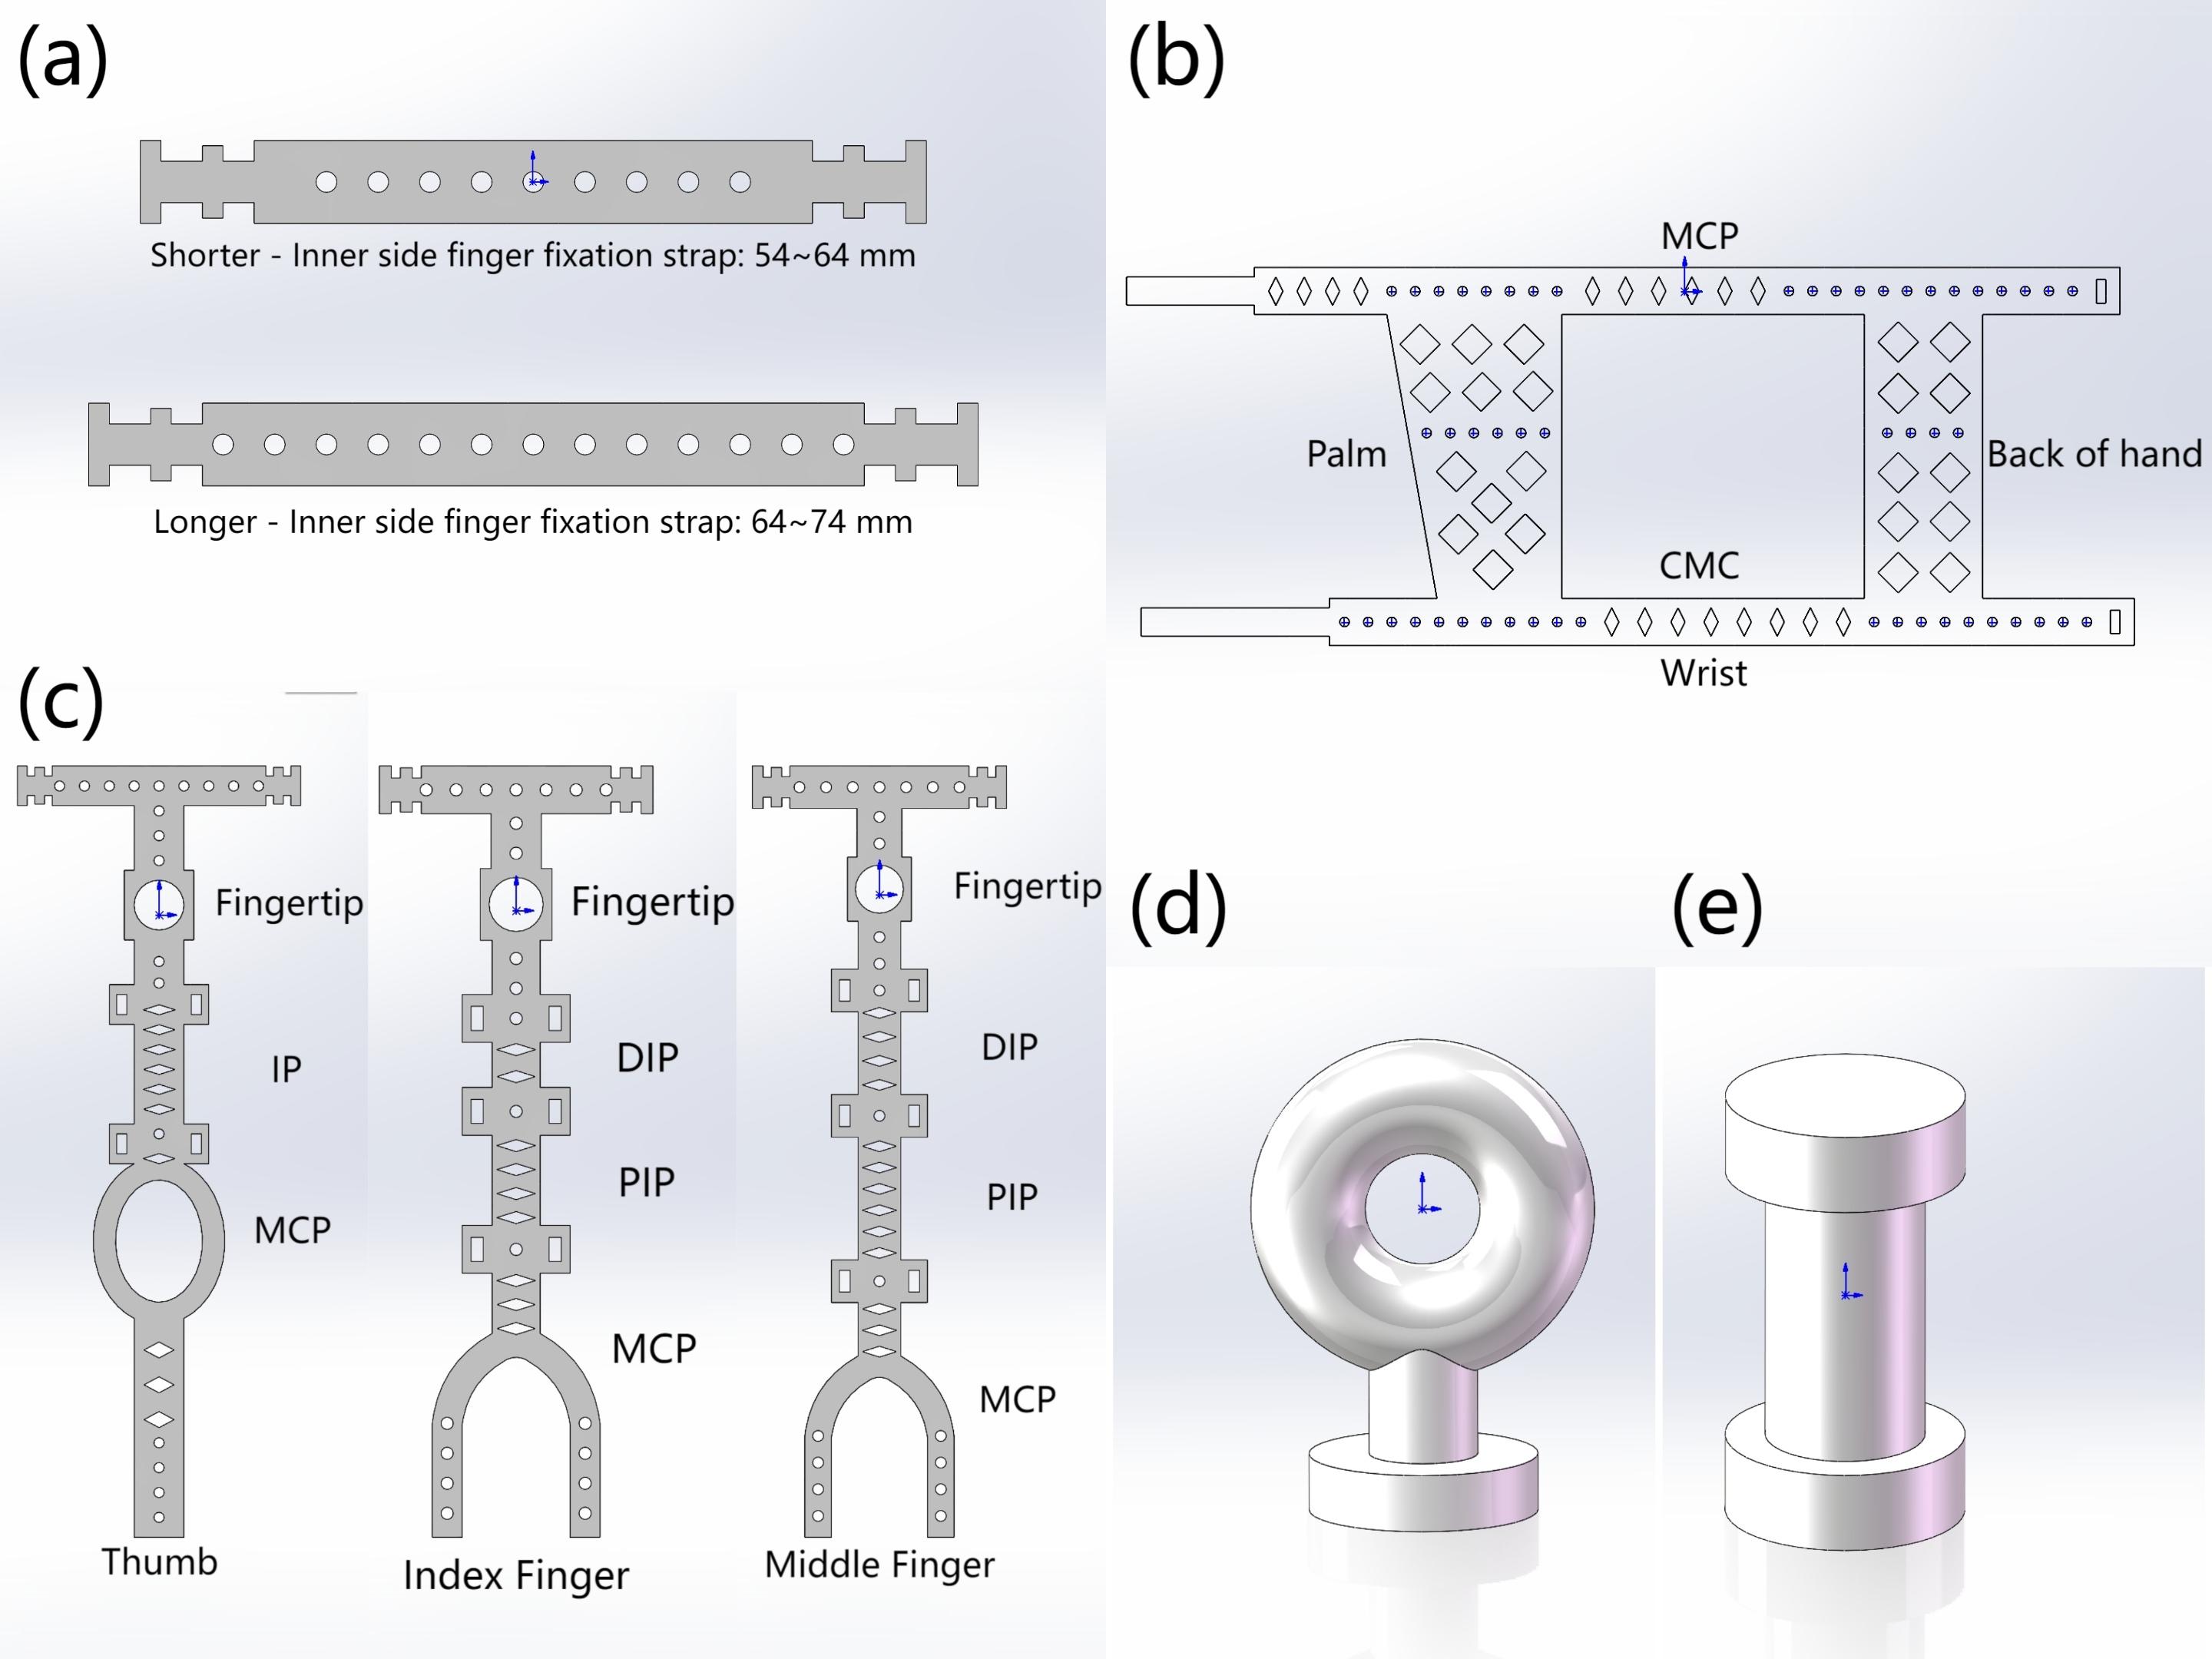 (a)
Shorter - Inner side finger fixation strap: 54~64 mm
Longer - Inner side finger fixation strap: 64~74 mm
(b)
MCP
Palm
Back of hand
CMC
Wrist
(c)
Fingertip
IP
MCP
Thumb
Fingertip
DIP
PIP
MCP
Index Finger
Fingertip
DIP
PIP
MCP
Middle Finger
(d)
(e)